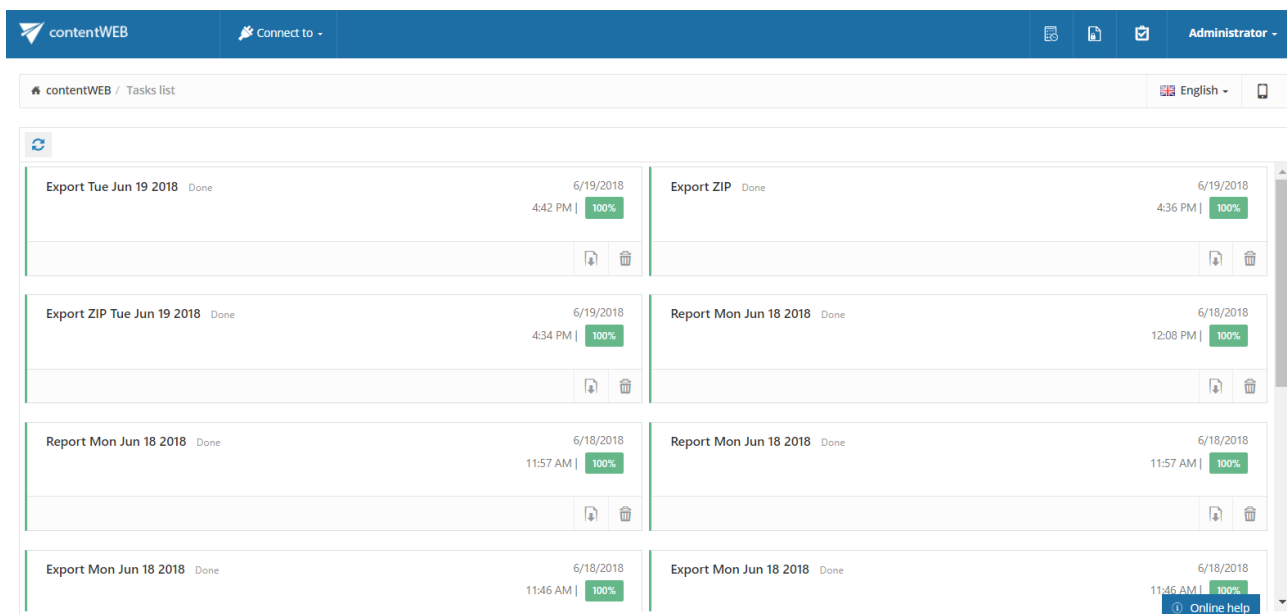 contentWEB
Connect to
Administrator
contentWEB / Tasks list
English
Export Tue Jun 19 2018 Done
6/19/2018
4:42 PM | 100%
Export ZIP Done
6/19/2018
4:36 PM | 100%
Export ZIP Tue Jun 19 2018 Done
6/19/2018
4:34 PM | 100%
Report Mon Jun 18 2018 Done
6/18/2018
12:08 PM | 100%
Report Mon Jun 18 2018 Done
6/18/2018
11:57 AM | 100%
Report Mon Jun 18 2018 Done
6/18/2018
11:57 AM | 100%
Export Mon Jun 18 2018 Done
6/18/2018
11:46 AM | 100%
Export Mon Jun 18 2018 Done
6/18/2018
11:46 AM | 100%
Online help